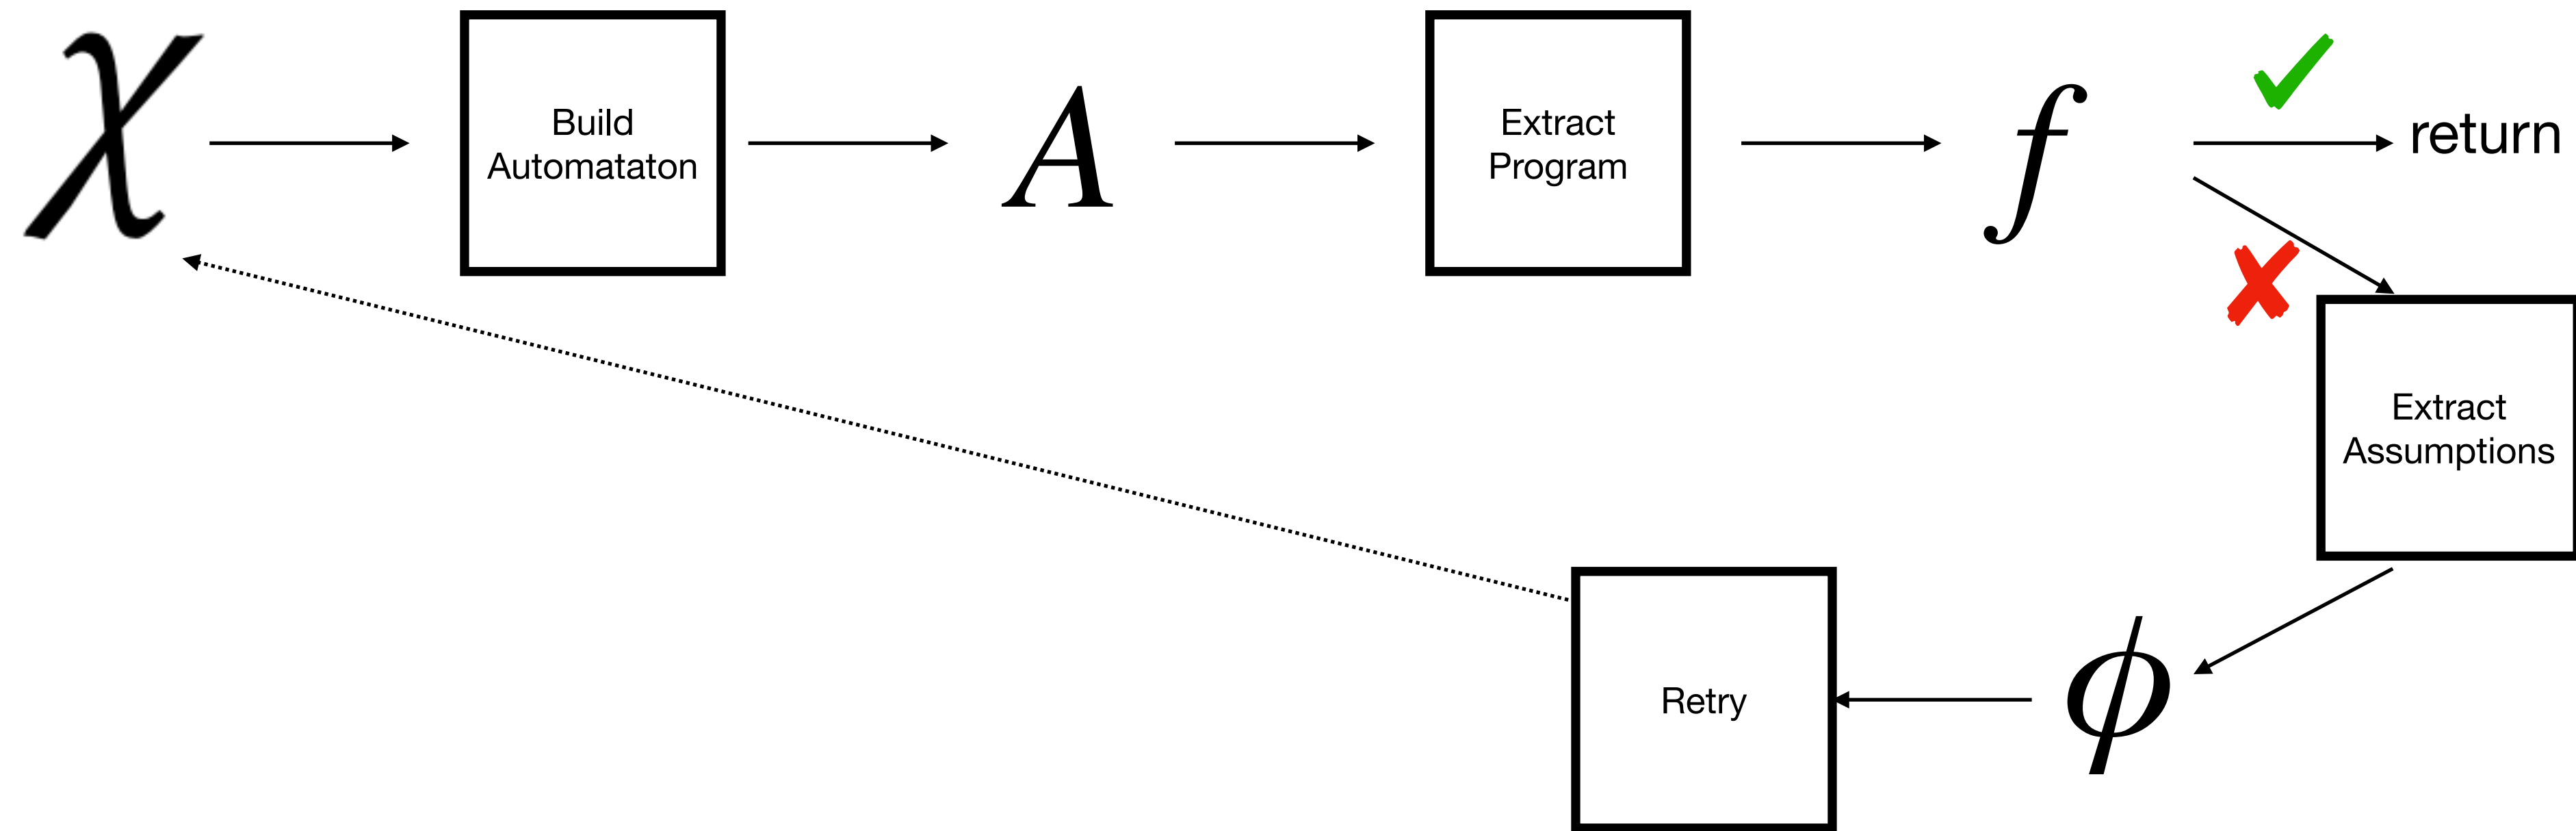 χ
Build
Automataton
A
Extract
Program
f
return
Extract
Assumptions
Retry
ϕ